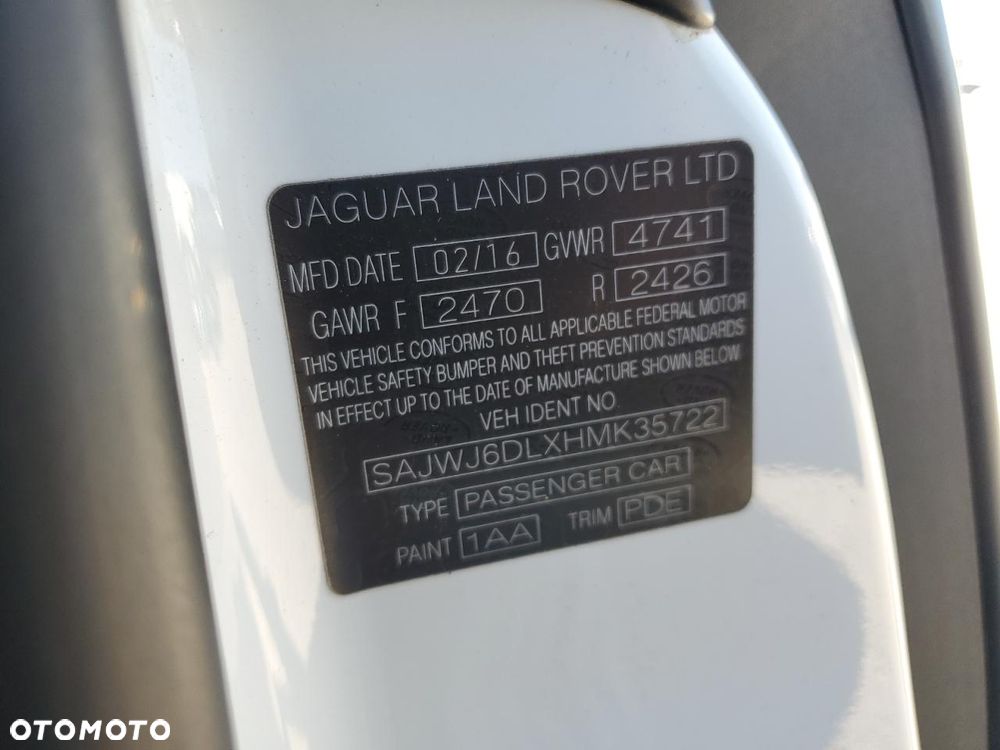 JAGUAR LAND ROVER LTD
MFD DATE 02/16 GVWR 4741
GAWR F 2470 R 2426
THIS VEHICLE CONFORMS TO ALL APPLICABLE FEDERAL MOTOR
VEHICLE SAFETY BUMPER AND THEFT PREVENTION STANDARDS
IN EFFECT UP TO THE DATE OF MANUFACTURE SHOWN BELOW
VEH IDENT NO.
SAJWJ6DLXHMK35722
TYPE PASSENGER CAR
PAINT 1AA TRIM PDE
OTOMOTO